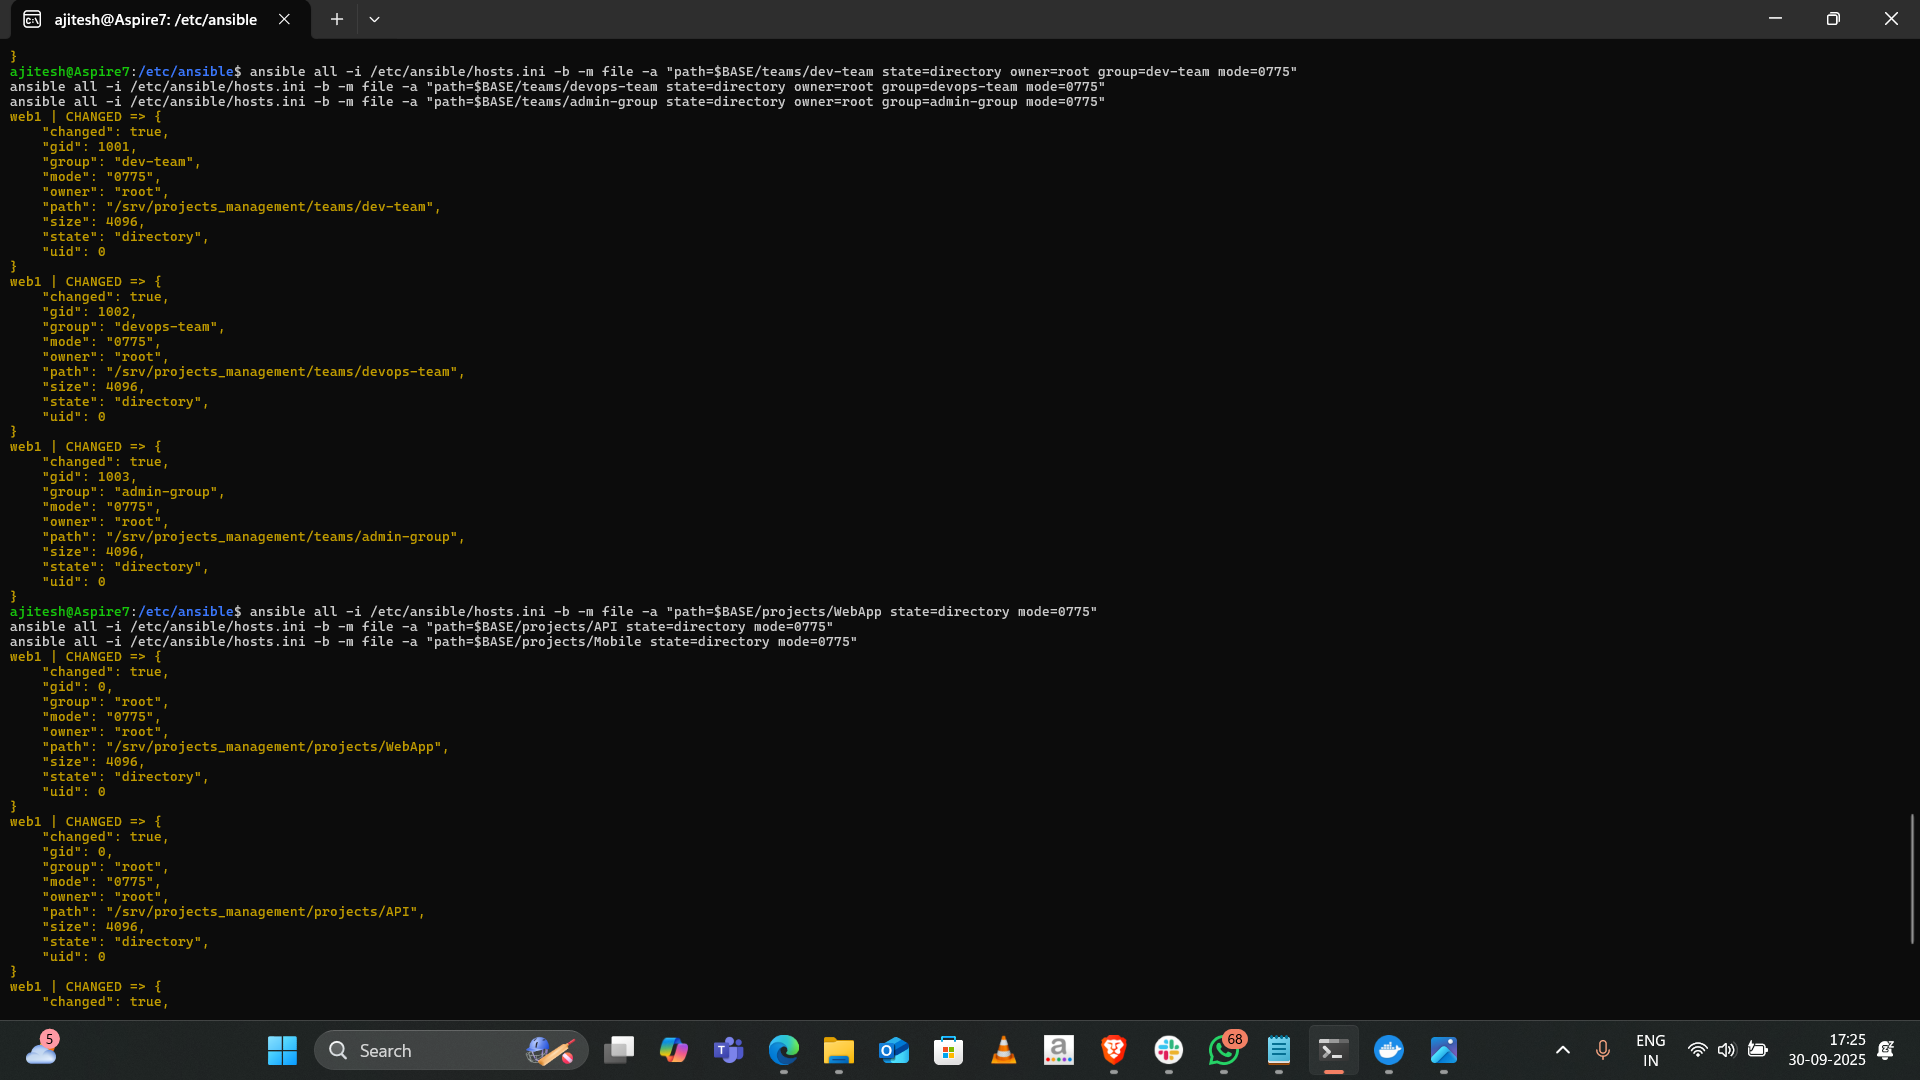 ajitesh@Aspire7: /etc/ansible
}
ajitesh@Aspire7:/etc/ansible$ ansible all -i /etc/ansible/hosts.ini -b -m file -a "path=$BASE/teams/dev-team state=directory owner=root group=dev-team mode=0775"
ansible all -i /etc/ansible/hosts.ini -b -m file -a "path=$BASE/teams/devops-team state=directory owner=root group=devops-team mode=0775"
ansible all -i /etc/ansible/hosts.ini -b -m file -a "path=$BASE/teams/admin-group state=directory owner=root group=admin-group mode=0775"
web1 | CHANGED => {
    "changed": true,
    "gid": 1001,
    "group": "dev-team",
    "mode": "0775",
    "owner": "root",
    "path": "/srv/projects_management/teams/dev-team",
    "size": 4096,
    "state": "directory",
    "uid": 0
}
web1 | CHANGED => {
    "changed": true,
    "gid": 1002,
    "group": "devops-team",
    "mode": "0775",
    "owner": "root",
    "path": "/srv/projects_management/teams/devops-team",
    "size": 4096,
    "state": "directory",
    "uid": 0
}
web1 | CHANGED => {
    "changed": true,
    "gid": 1003,
    "group": "admin-group",
    "mode": "0775",
    "owner": "root",
    "path": "/srv/projects_management/teams/admin-group",
    "size": 4096,
    "state": "directory",
    "uid": 0
}
ajitesh@Aspire7:/etc/ansible$ ansible all -i /etc/ansible/hosts.ini -b -m file -a "path=$BASE/projects/WebApp state=directory mode=0775"
ansible all -i /etc/ansible/hosts.ini -b -m file -a "path=$BASE/projects/API state=directory mode=0775"
ansible all -i /etc/ansible/hosts.ini -b -m file -a "path=$BASE/projects/Mobile state=directory mode=0775"
web1 | CHANGED => {
    "changed": true,
    "gid": 0,
    "group": "root",
    "mode": "0775",
    "owner": "root",
    "path": "/srv/projects_management/projects/WebApp",
    "size": 4096,
    "state": "directory",
    "uid": 0
}
web1 | CHANGED => {
    "changed": true,
    "gid": 0,
    "group": "root",
    "mode": "0775",
    "owner": "root",
    "path": "/srv/projects_management/projects/API",
    "size": 4096,
    "state": "directory",
    "uid": 0
}
web1 | CHANGED => {
    "changed": true,
5
Search
68
ENG
IN
17:25
30-09-2025